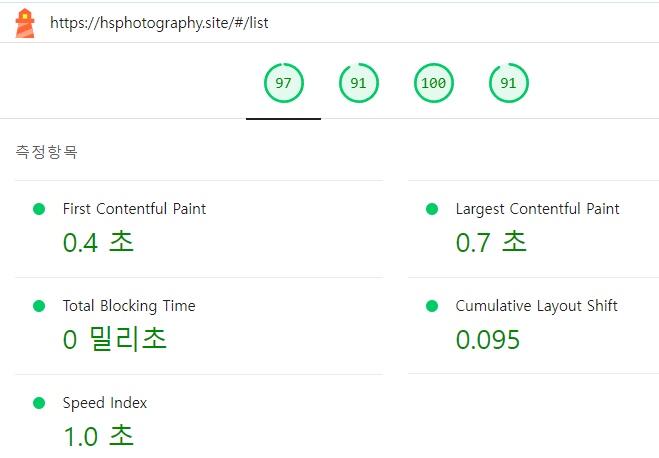 https://hsphotography.site/#/list
97 91 100 91
측정항목
First Contentful Paint
0.4 초
Largest Contentful Paint
0.7 초
Total Blocking Time
0 밀리초
Cumulative Layout Shift
0.095
Speed Index
1.0 초